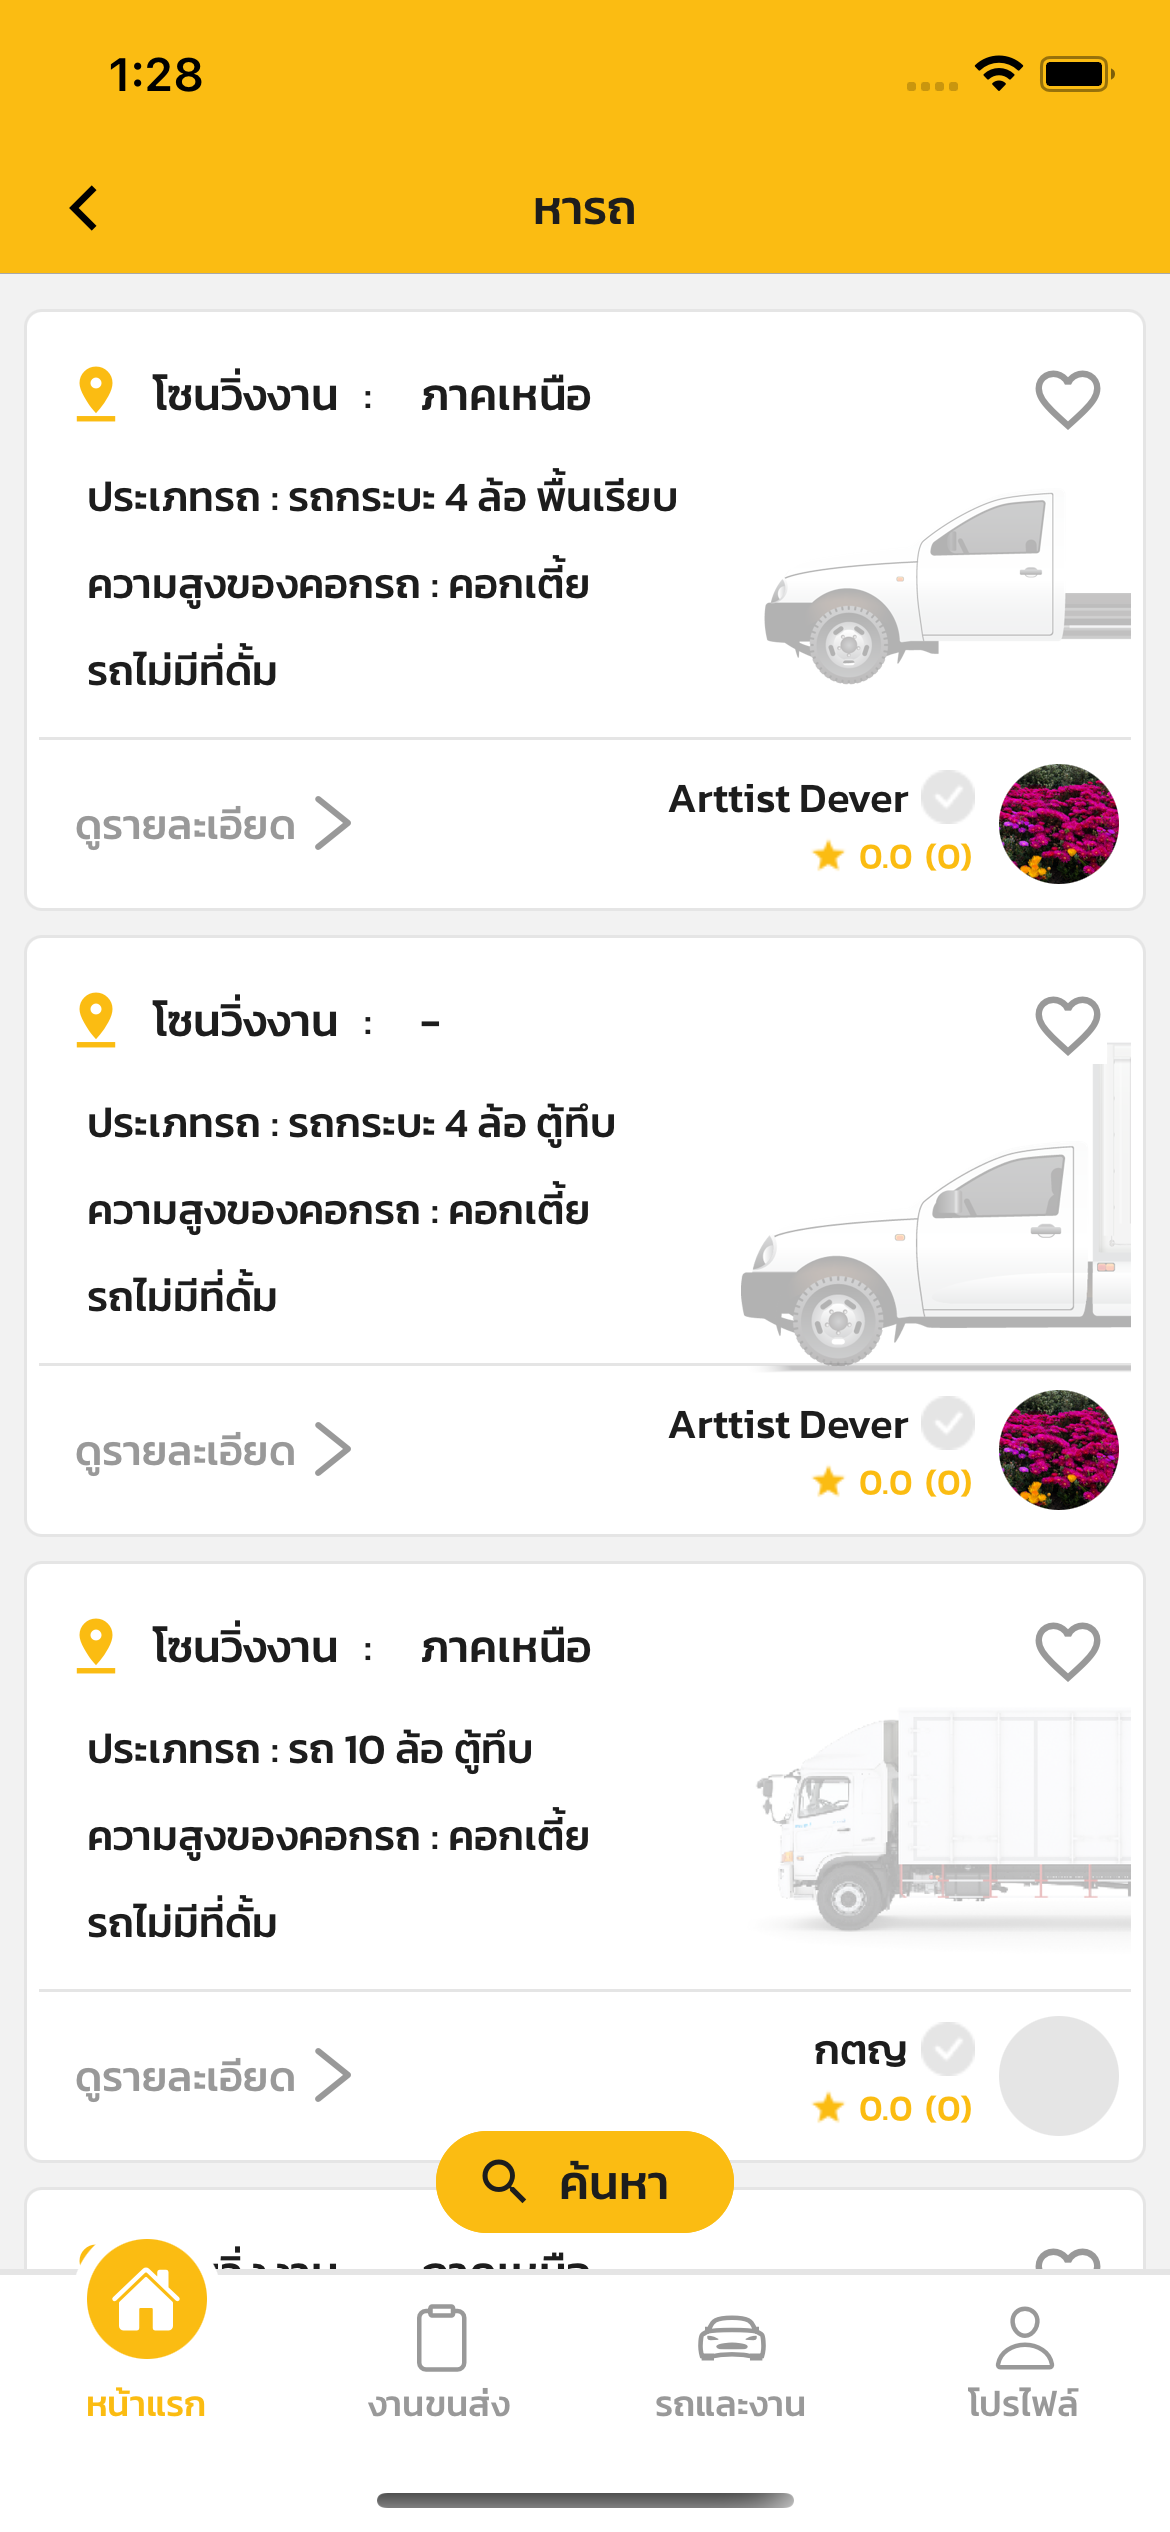 1:28
หารถ
โซนวิ่งงาน : ภาคเหนือ
ประเภทรถ : รถกระบะ 4 ล้อ พื้นเรียบ
ความสูงของคอกรถ : คอกเตี้ย
รถไม่มีที่ดั้ม
ดูรายละเอียด
Arttist Dever
0.0 (0)
โซนวิ่งงาน : -
ประเภทรถ : รถกระบะ 4 ล้อ ตู้ทึบ
ความสูงของคอกรถ : คอกเตี้ย
รถไม่มีที่ดั้ม
ดูรายละเอียด
Arttist Dever
0.0 (0)
โซนวิ่งงาน : ภาคเหนือ
ประเภทรถ : รถ 10 ล้อ ตู้ทึบ
ความสูงของคอกรถ : คอกเตี้ย
รถไม่มีที่ดั้ม
ดูรายละเอียด
กตญ
0.0 (0)
ค้นหา
หน้าแรก
งานขนส่ง
รถและงาน
โปรไฟล์